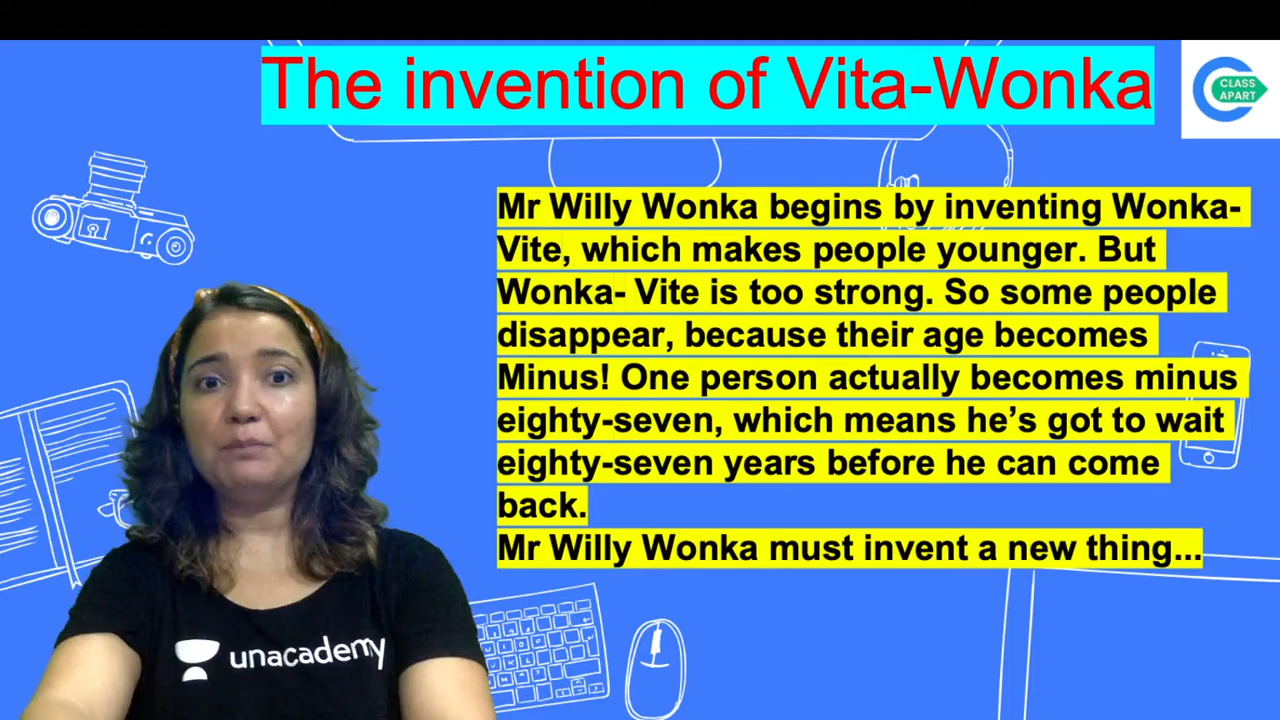 The invention of Vita-Wonka
CLASS
APART
Mr Willy Wonka begins by inventing Wonka-
Vite, which makes people younger. But
Wonka- Vite is too strong. So some people
disappear, because their age becomes
Minus! One person actually becomes minus
eighty-seven, which means he’s got to wait
eighty-seven years before he can come
back.
Mr Willy Wonka must invent a new thing...
unacademy